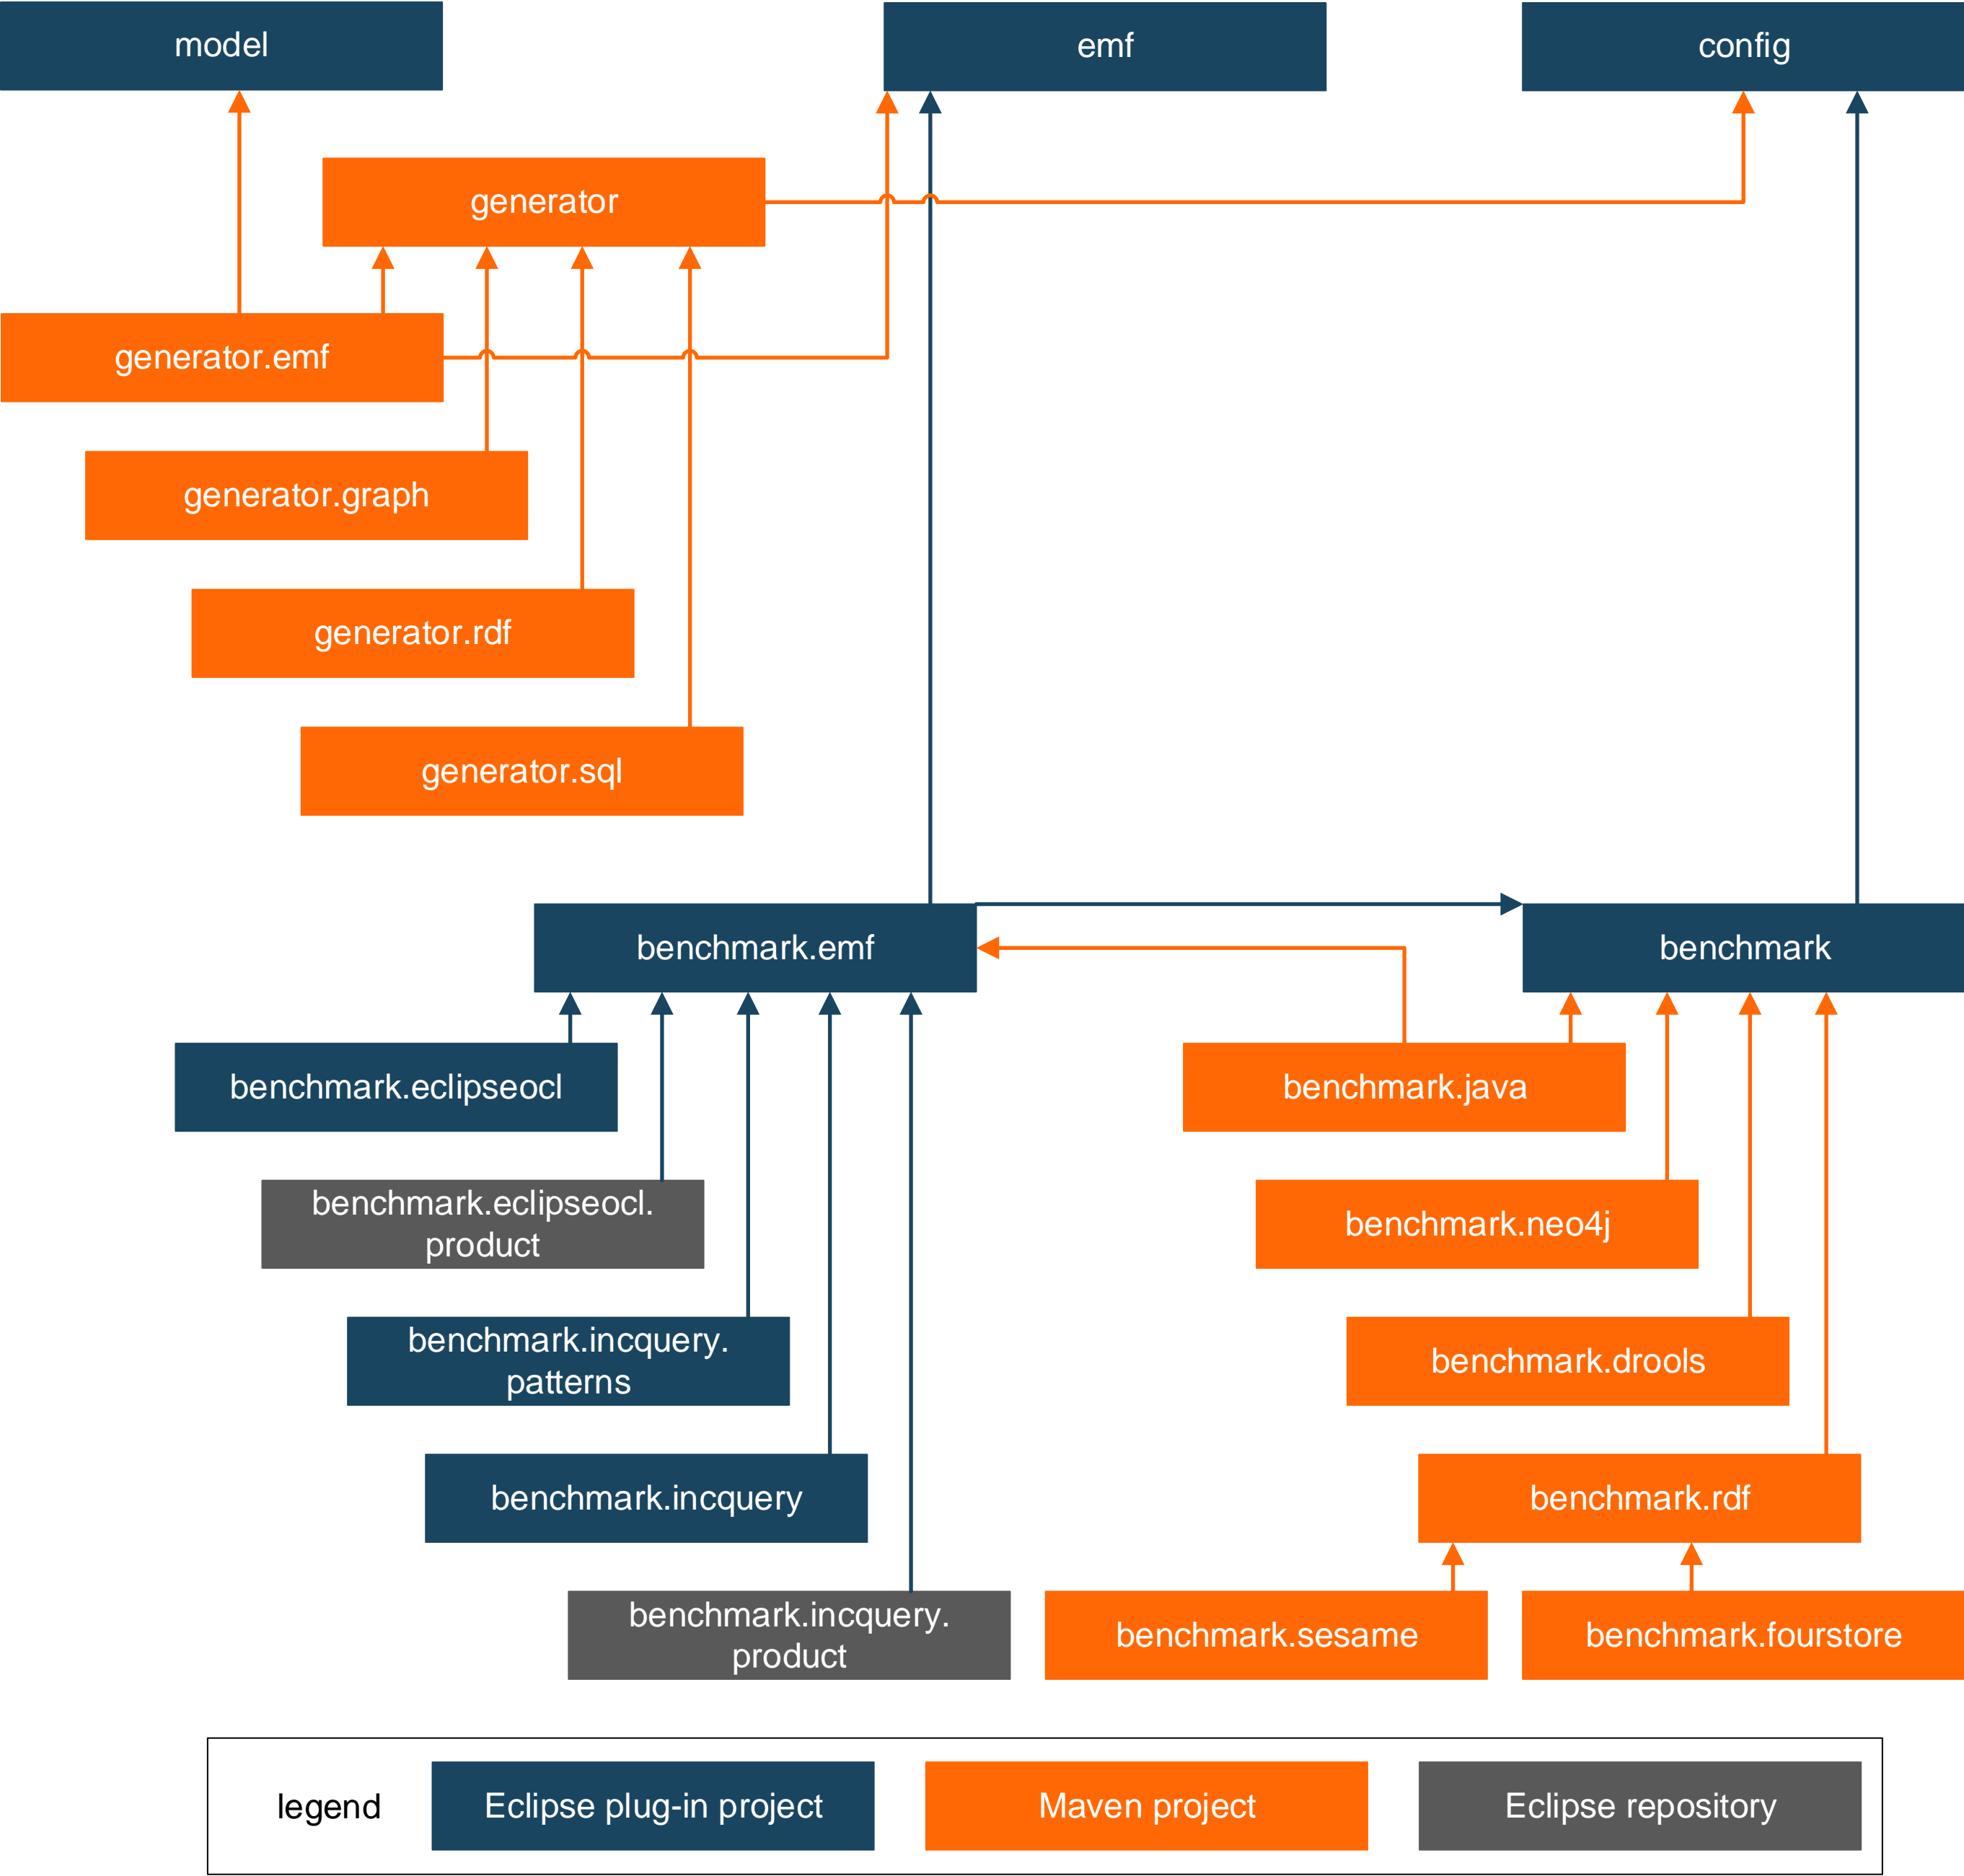 model
emf
config
generator
generator.emf
generator.graph
generator.rdf
generator.sql
benchmark.emf
benchmark
benchmark.eclipseocl
benchmark.java
benchmark.eclipseocl.
product
benchmark.neo4j
benchmark.incquery.
patterns
benchmark.drools
benchmark.incquery
benchmark.rdf
benchmark.incquery.
product
benchmark.sesame
benchmark.fourstore
legend
Eclipse plug-in project
Maven project
Eclipse repository